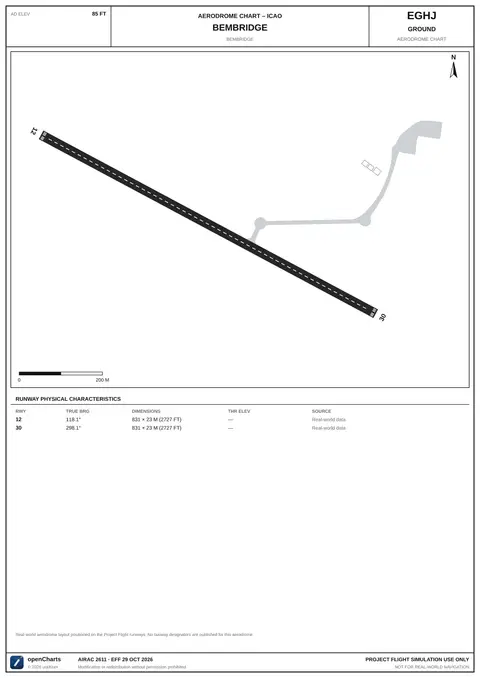 AD ELEV 85 FT
AERODROME CHART – ICAO
BEMBRIDGE
BEMBRIDGE
EGHJ
GROUND
AERODROME CHART
N
12
30
0 250 M
RUNWAY PHYSICAL CHARACTERISTICS
RWY TRUE BRG DIMENSIONS THR ELEV SOURCE
12 118.1° 831 × 23 M (2727 FT) — Real-world data
30 298.1° 831 × 23 M (2727 FT) — Real-world data
Real-world aerodrome layout positioned on the Project Flight runways. No taxiway designators are published for this aerodrome.
openCharts
AIRAC 2611 · EFF 29 OCT 2026
PROJECT FLIGHT SIMULATION USE ONLY
© 2026
Modification or redistribution without permission prohibited
NOT FOR REAL WORLD NAVIGATION